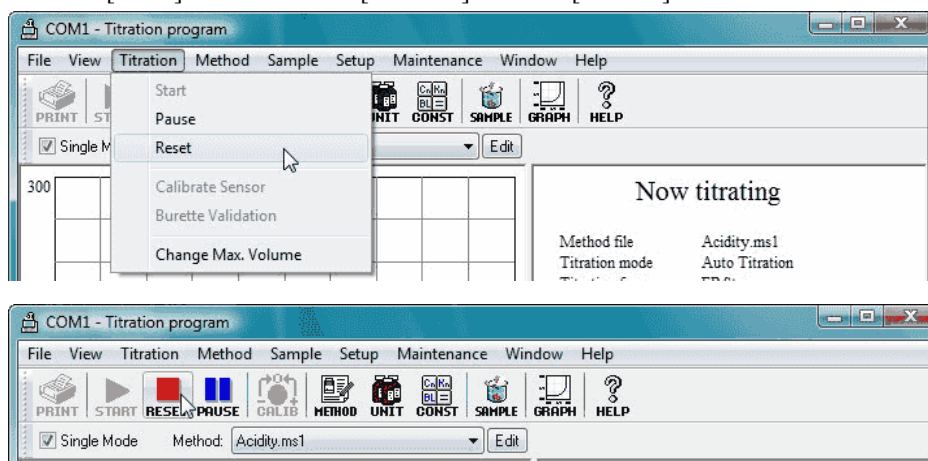 COM1 - Titration program
File View Titration Method Sample Setup Maintenance Window Help
Start
Pause
Reset
Calibrate Sensor
Burette Validation
Change Max. Volume
PRINT ST NIT CONST SAMPLE GRAPH HELP
Single M Edit
300
Now titrating
Method file Acidity.ms1
Titration mode Auto Titration
COM1 - Titration program
File View Titration Method Sample Setup Maintenance Window Help
PRINT START RESE PAUSE CALIB METHOD UNIT CONST SAMPLE GRAPH HELP
Single Mode Method: Acidity.ms1 Edit